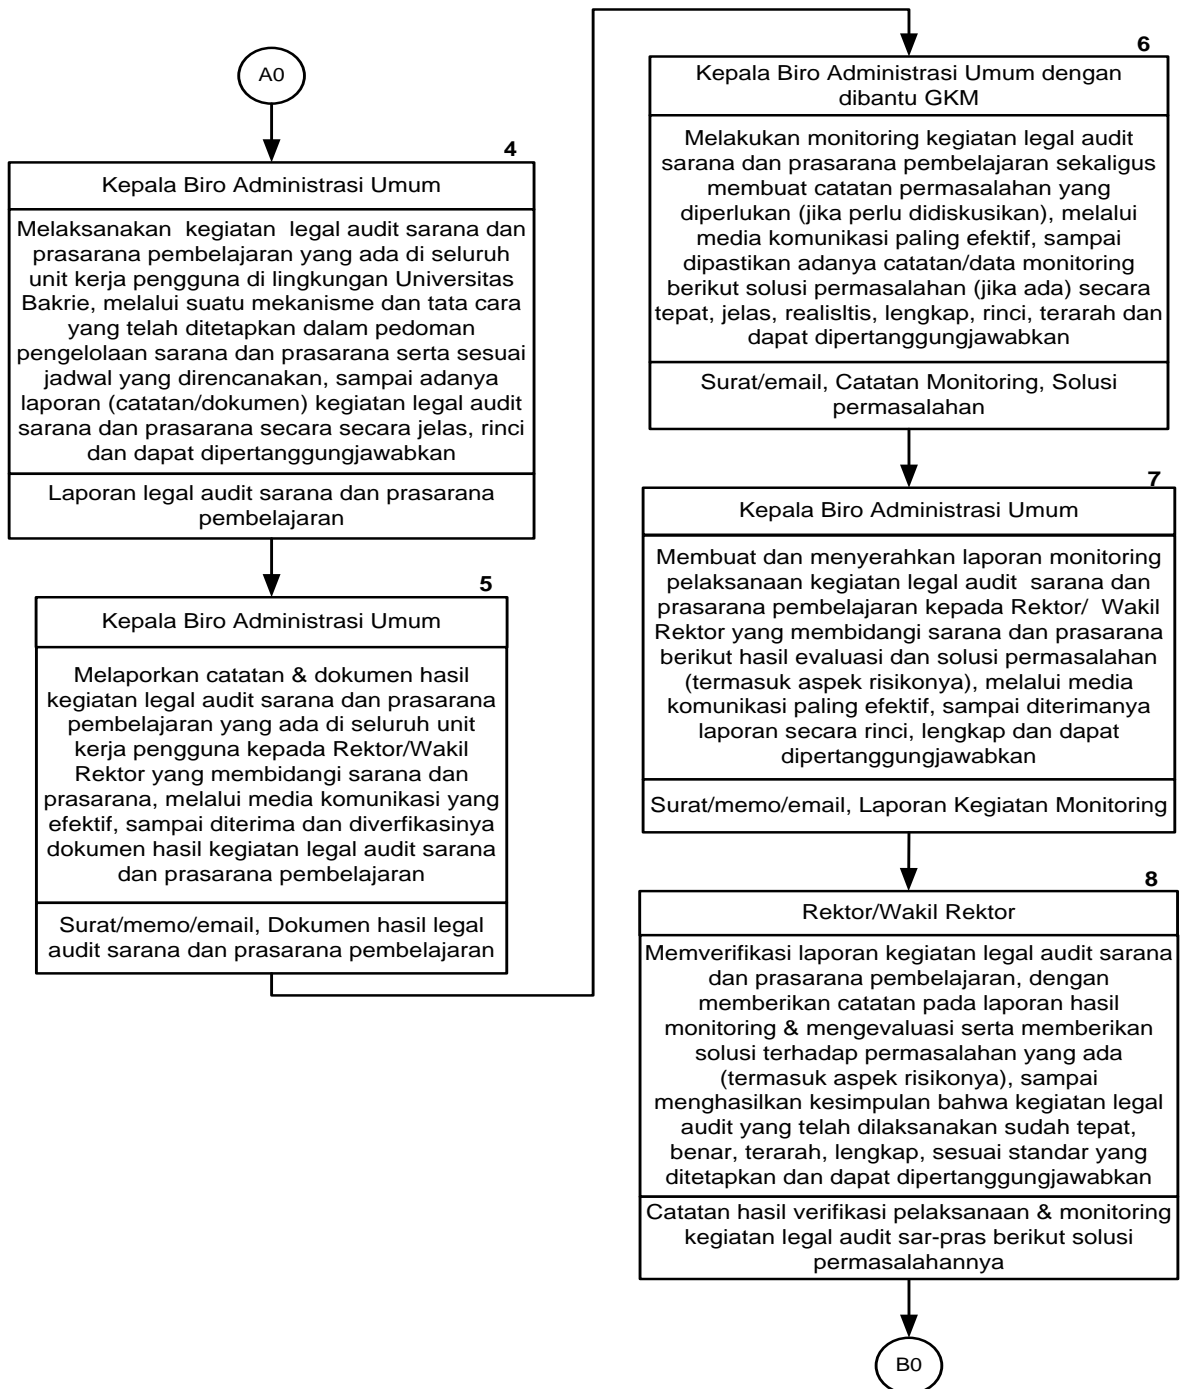 A0
4
Kepala Biro Administrasi Umum
Melaksanakan kegiatan legal audit sarana dan
prasarana pembelajaran yang ada di seluruh
unit kerja pengguna di lingkungan Universitas
Bakrie, melalui suatu mekanisme dan tata cara
yang telah ditetapkan dalam pedoman
pengelolaan sarana dan prasarana serta sesuai
jadwal yang direncanakan, sampai adanya
laporan (catatan/dokumen) kegiatan legal audit
sarana dan prasarana secara secara jelas, rinci
dan dapat dipertanggungjawabkan
Laporan legal audit sarana dan prasarana
pembelajaran
5
Kepala Biro Administrasi Umum
Melaporkan catatan & dokumen hasil
kegiatan legal audit sarana dan prasarana
pembelajaran yang ada di seluruh unit
kerja pengguna kepada Rektor/Wakil
Rektor yang membidangi sarana dan
prasarana, melalui media komunikasi yang
efektif, sampai diterima dan diverfikasinya
dokumen hasil kegiatan legal audit sarana
dan prasarana pembelajaran
Surat/memo/email, Dokumen hasil legal
audit sarana dan prasarana pembelajaran
6
Kepala Biro Administrasi Umum dengan
dibantu GKM
Melakukan monitoring kegiatan legal audit
sarana dan prasarana pembelajaran sekaligus
membuat catatan permasalahan yang
diperlukan (jika perlu didiskusikan), melalui
media komunikasi paling efektif, sampai
dipastikan adanya catatan/data monitoring
berikut solusi permasalahan (jika ada) secara
tepat, jelas, realisltis, lengkap, rinci, terarah dan
dapat dipertanggungjawabkan
Surat/email, Catatan Monitoring, Solusi
permasalahan
7
Kepala Biro Administrasi Umum
Membuat dan menyerahkan laporan monitoring
pelaksanaan kegiatan legal audit sarana dan
prasarana pembelajaran kepada Rektor/ Wakil
Rektor yang membidangi sarana dan prasarana
berikut hasil evaluasi dan solusi permasalahan
(termasuk aspek risikonya), melalui media
komunikasi paling efektif, sampai diterimanya
laporan secara rinci, lengkap dan dapat
dipertanggungjawabkan
Surat/memo/email, Laporan Kegiatan Monitoring
8
Rektor/Wakil Rektor
Memverifikasi laporan kegiatan legal audit sarana
dan prasarana pembelajaran, dengan
memberikan catatan pada laporan hasil
monitoring & mengevaluasi serta memberikan
solusi terhadap permasalahan yang ada
(termasuk aspek risikonya), sampai
menghasilkan kesimpulan bahwa kegiatan legal
audit yang telah dilaksanakan sudah tepat,
benar, terarah, lengkap, sesuai standar yang
ditetapkan dan dapat dipertanggungjawabkan
Catatan hasil verifikasi pelaksanaan & monitoring
kegiatan legal audit sar-pras berikut solusi
permasalahannya
B0